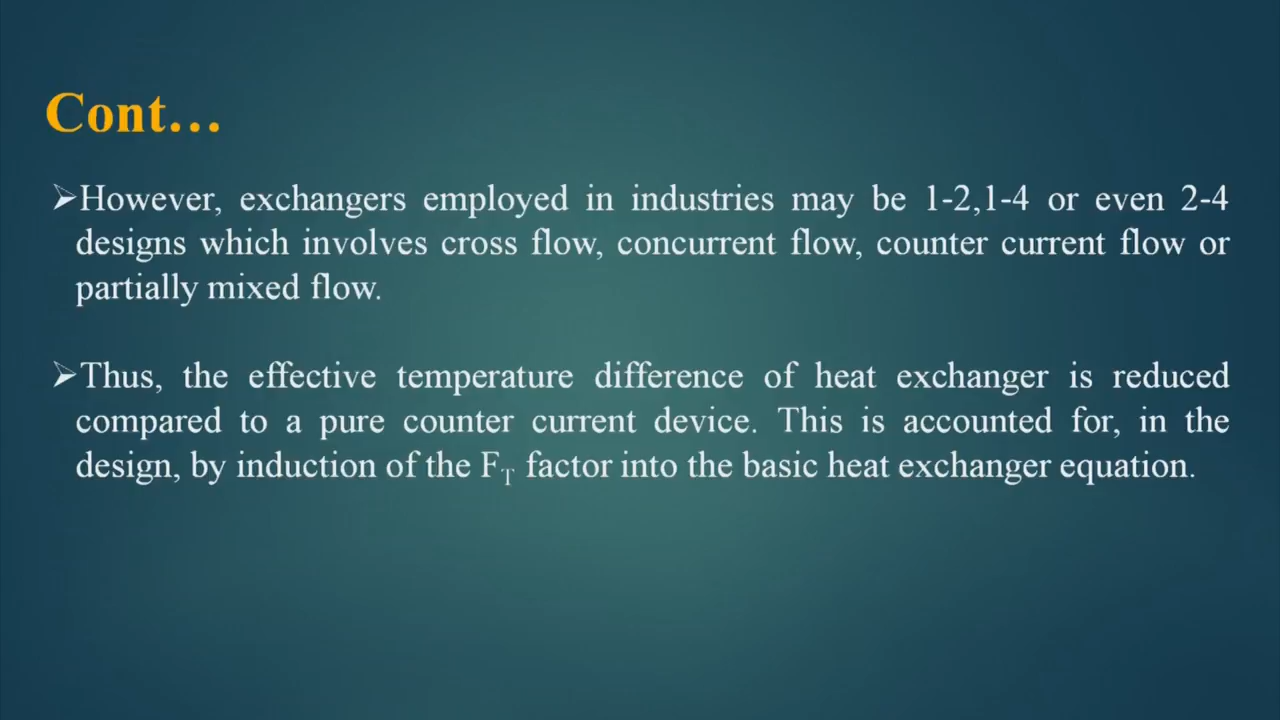 Cont…
➢However, exchangers employed in industries may be 1-2,1-4 or even 2-4
designs which involves cross flow, concurrent flow, counter current flow or
partially mixed flow.
➢Thus, the effective temperature difference of heat exchanger is reduced
compared to a pure counter current device. This is accounted for, in the
design, by induction of the F_T factor into the basic heat exchanger equation.